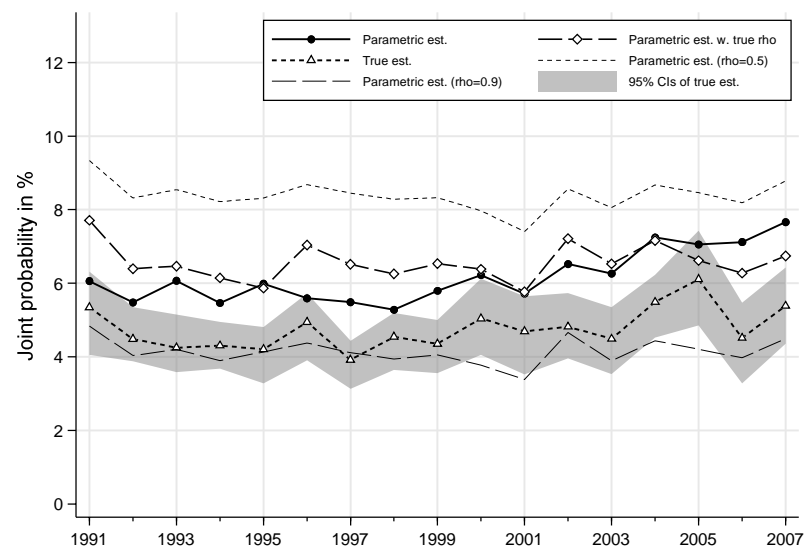 Parametric est.
True est.
Parametric est. (rho=0.9)
Parametric est. w. true rho
Parametric est. (rho=0.5)
95% CIs of true est.
Joint probability in %
12
10
8
6
4
2
0
1991 1993 1995 1997 1999 2001 2003 2005 2007